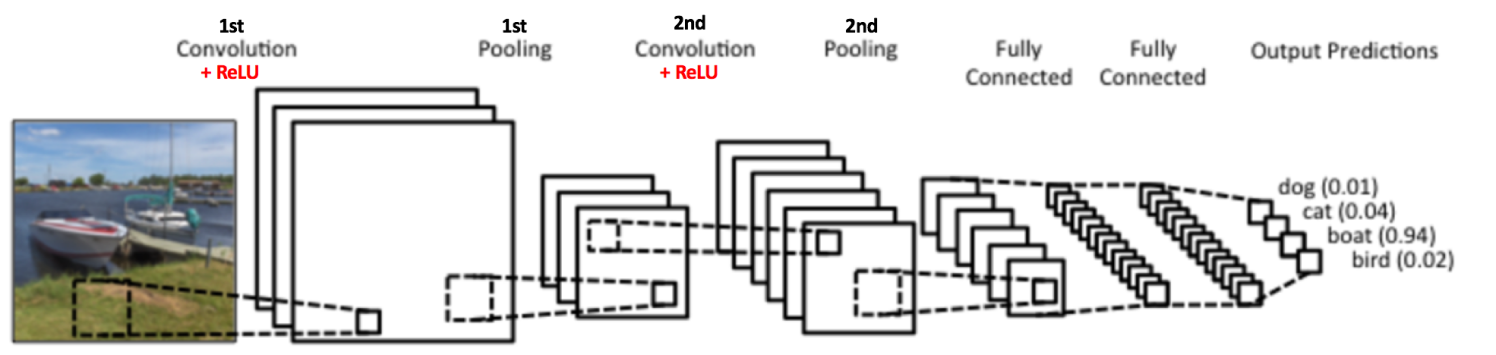 1st
Convolution
+ ReLU
1st
Pooling
2nd
Convolution
+ ReLU
2nd
Pooling
Fully
Connected
Fully
Connected
Output Predictions
dog (0.01)
cat (0.04)
boat (0.94)
bird (0.02)